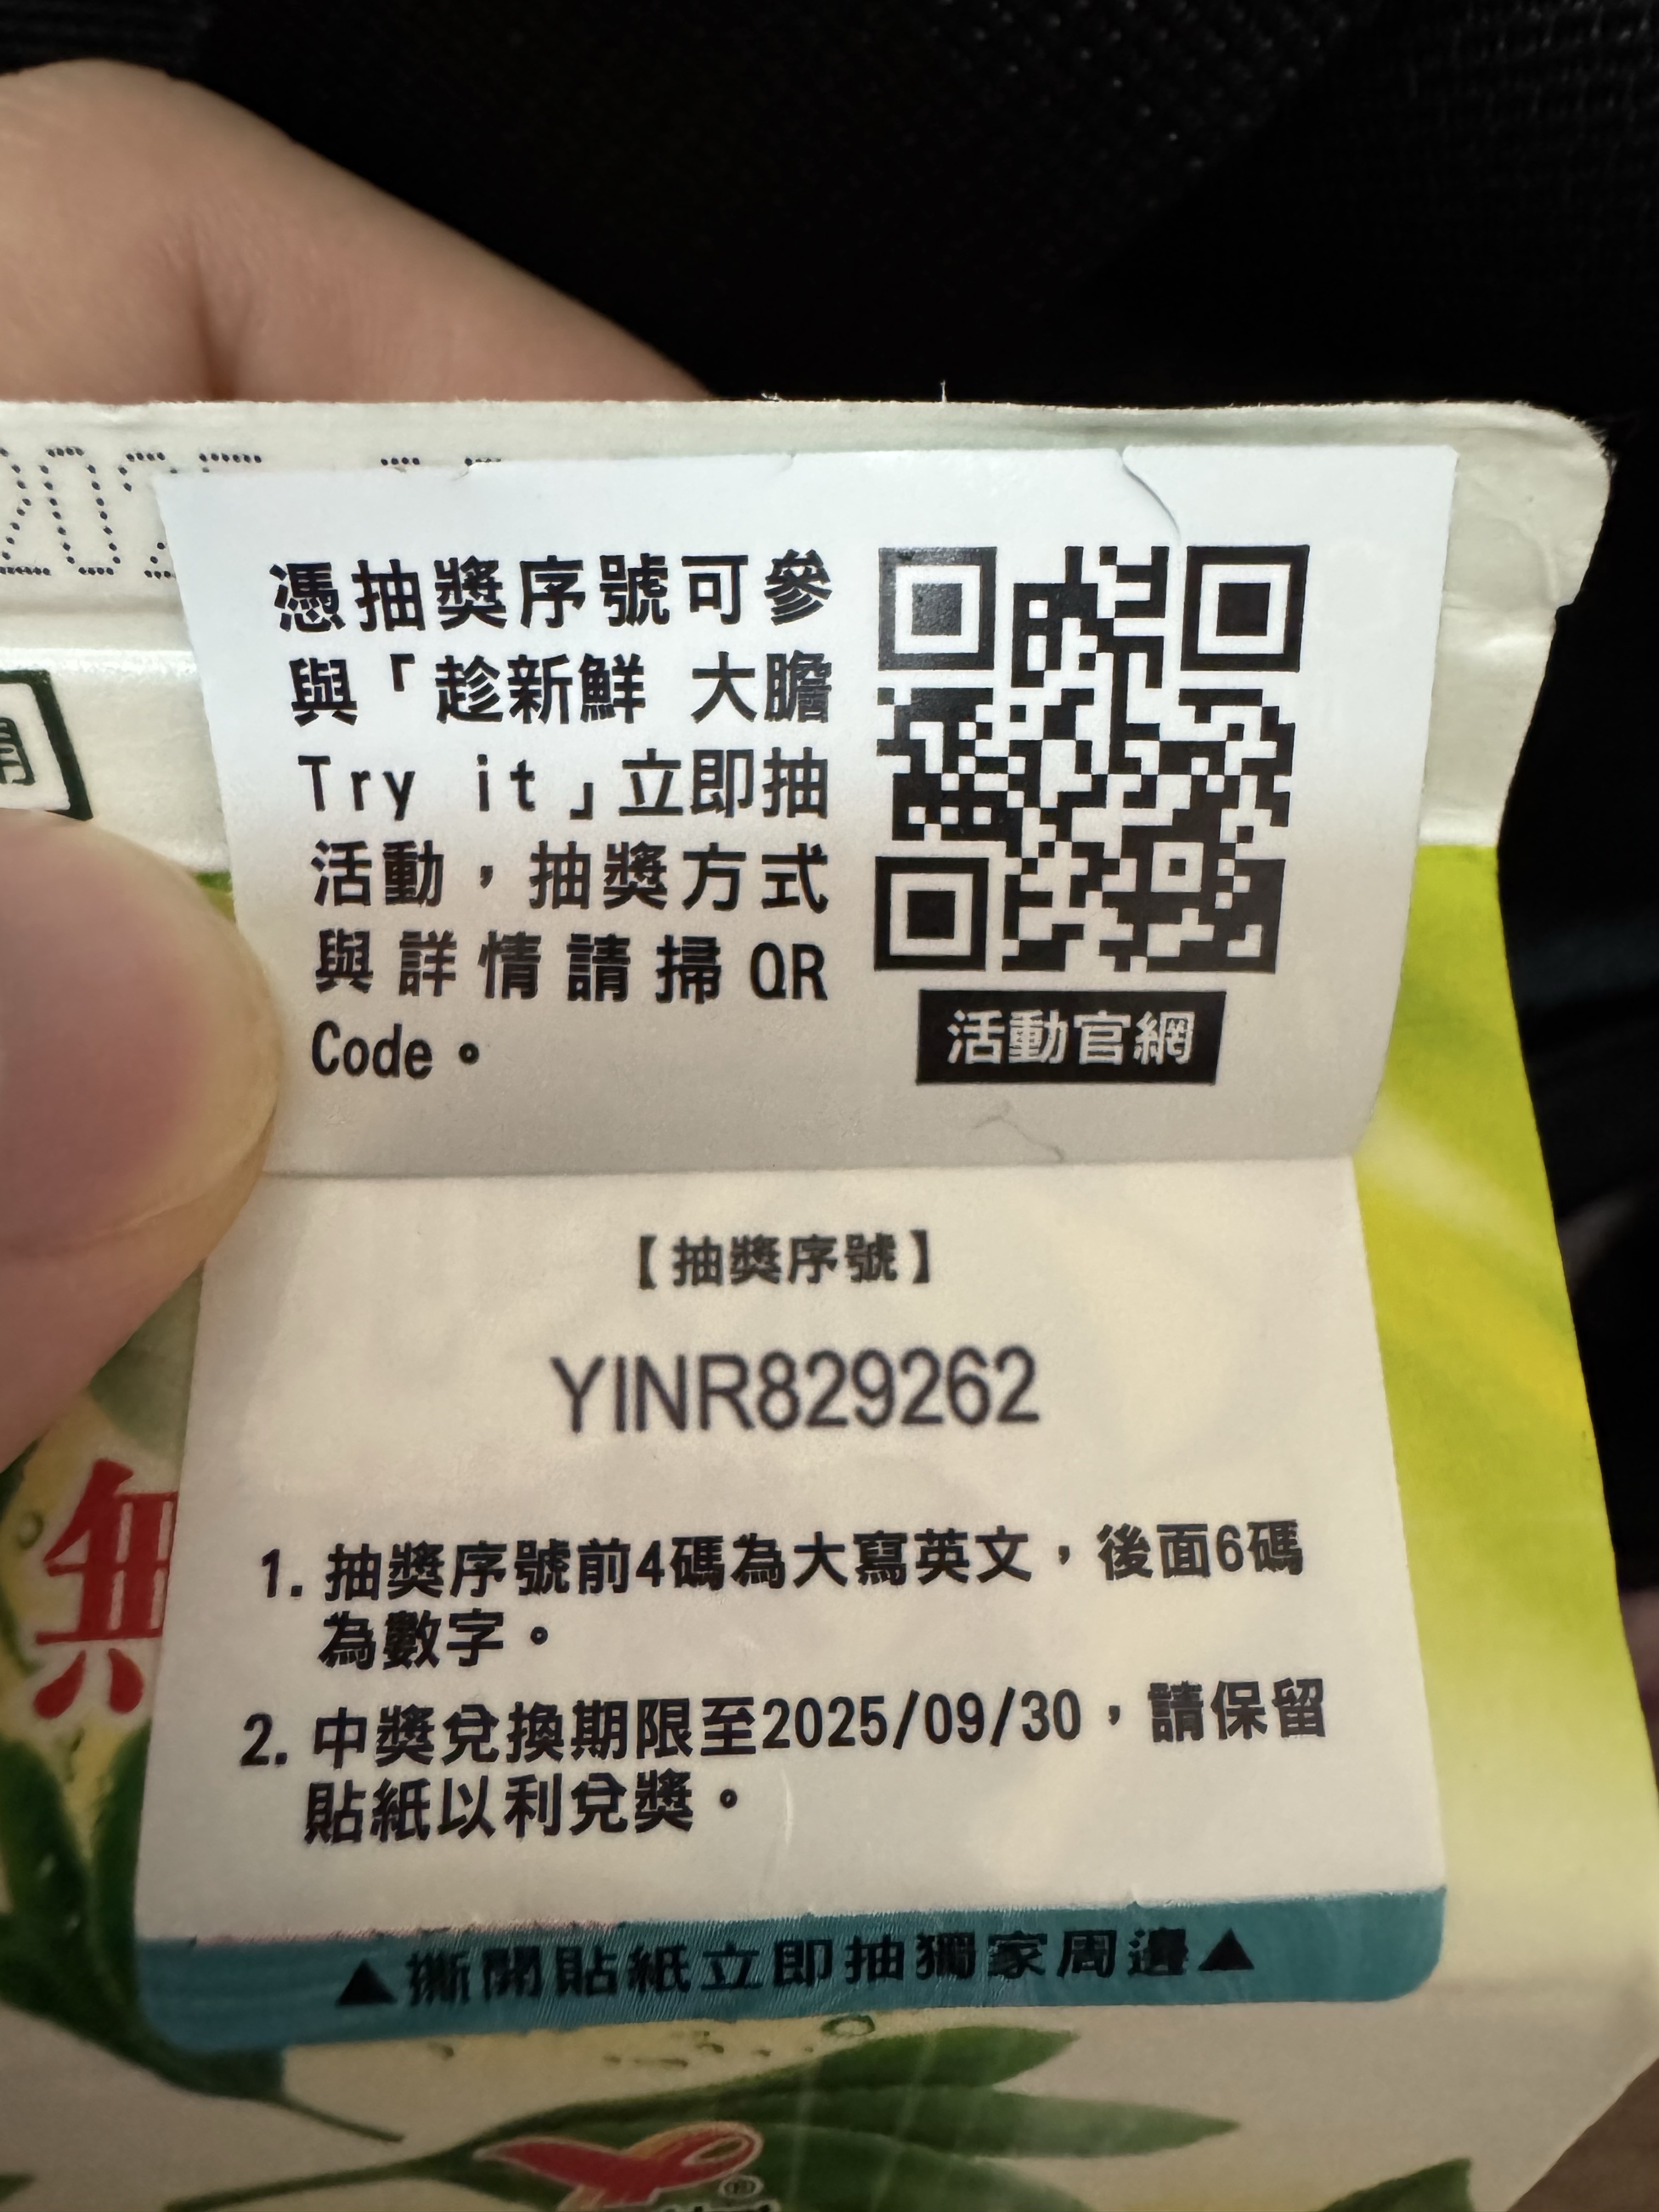 憑抽獎序號可參
與「趁新鮮 大膽
Try it」立即抽
活動，抽獎方式
與詳情請掃QR
Code。
活動官網
【抽獎序號】
YINR829262
1. 抽獎序號前4碼為大寫英文，後面6碼
為數字。
2. 中獎兌換期限至2025/09/30，請保留
貼紙以利兌獎。
▲撕開貼紙立即抽獨家周邊▲
無
®